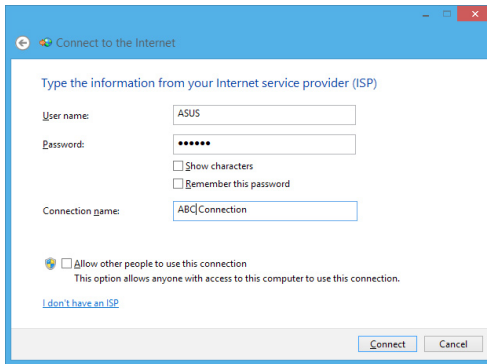 Connect to the Internet
Type the information from your Internet service provider (ISP)
User name: ASUS
Password: ••••••
Show characters
Remember this password
Connection name: ABC Connection
Allow other people to use this connection
This option allows anyone with access to this computer to use this connection.
I don't have an ISP
Connect Cancel